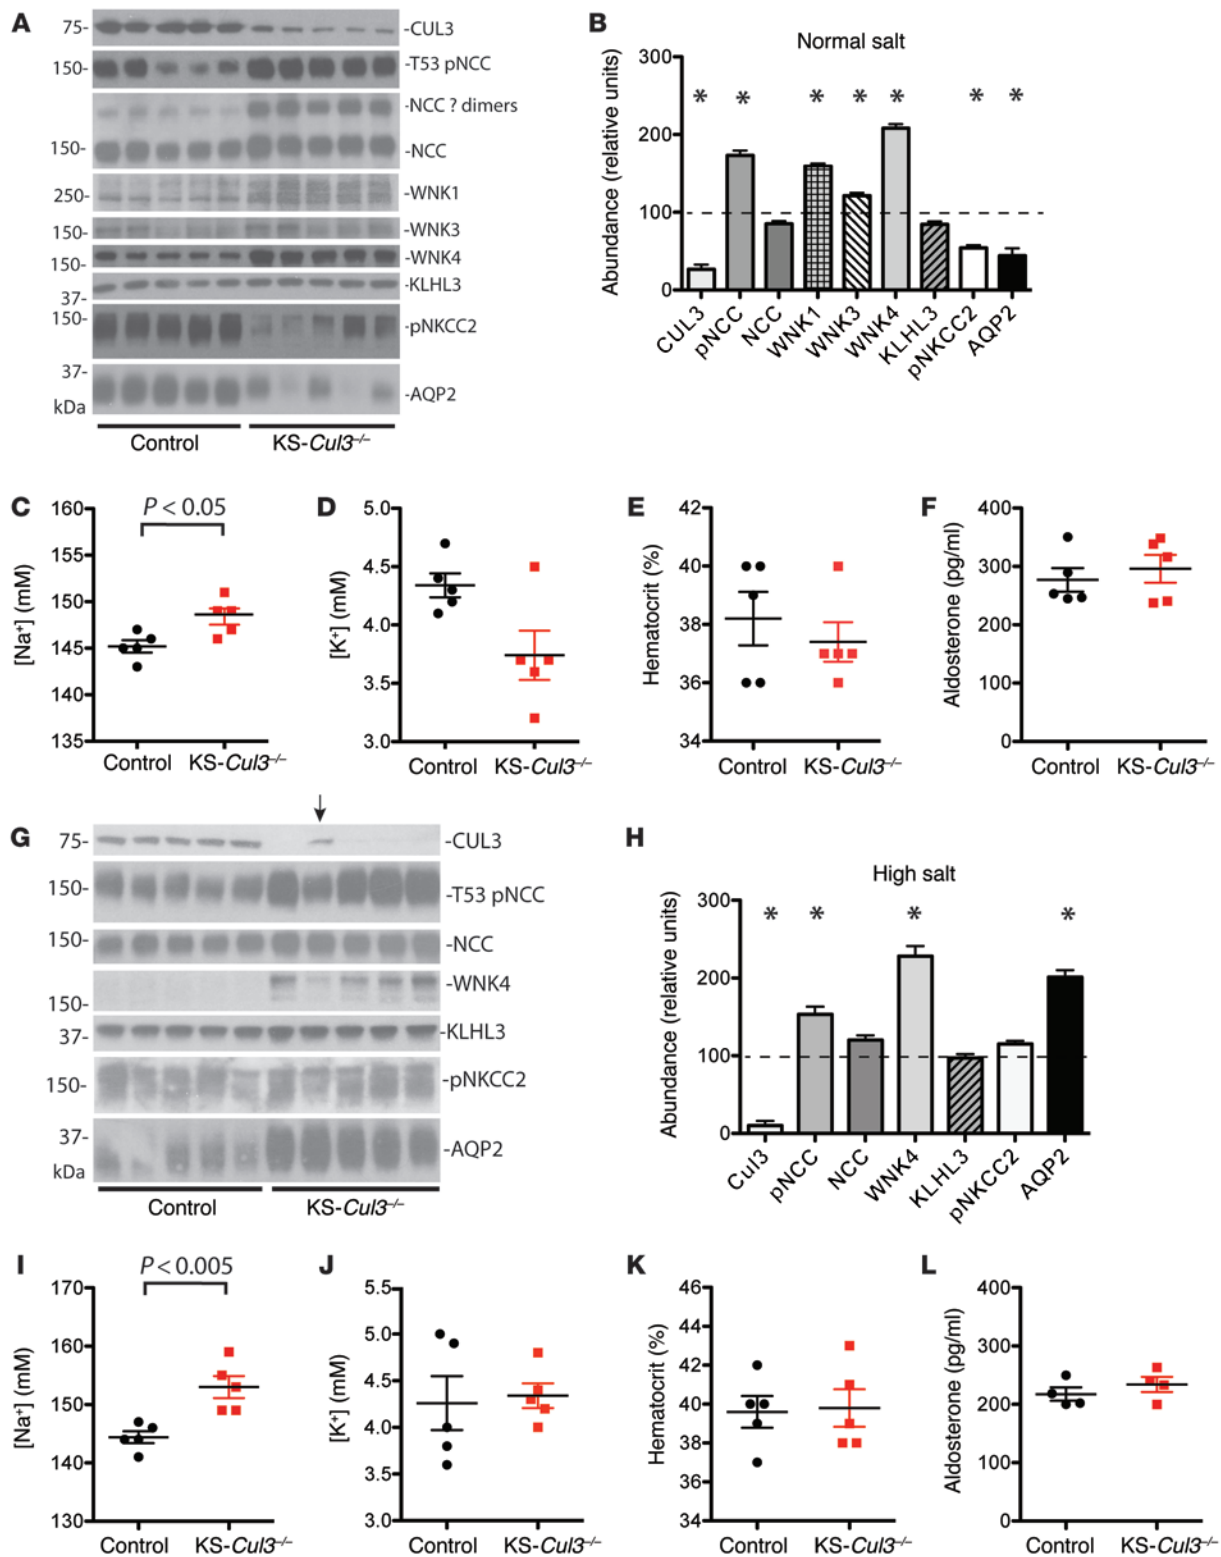 A
75-
-CUL3
150-
-T53 pNCC
-NCC ? dimers
150-
-NCC
250-
-WNK1
150-
-WNK3
150-
-WNK4
-KLHL3
37-
150-
-pNKCC2
37-
-AQP2
kDa
Control
KS-Cul3–/–
B
Normal salt
Abundance (relative units)
300
200
100
0
* * * * * * *
CUL3
pNCC
NCC
WNK1
WNK3
WNK4
KLHL3
pNKCC2
AQP2
C
P < 0.05
[Na+] (mM)
160
155
150
145
140
135
Control
KS-Cul3–/–
D
[K+] (mM)
5.0
4.5
4.0
3.5
3.0
Control
KS-Cul3–/–
E
Hematocrit (%)
42
40
38
36
34
Control
KS-Cul3–/–
F
Aldosterone (pg/ml)
400
300
200
100
0
Control
KS-Cul3–/–
G
75-
-CUL3
150-
-T53 pNCC
150-
-NCC
-WNK4
150-
-KLHL3
37-
-pNKCC2
150-
37-
-AQP2
kDa
Control
KS-Cul3–/–
H
High salt
Abundance (relative units)
300
200
100
0
* * * *
Cul3
pNCC
NCC
WNK4
KLHL3
pNKCC2
AQP2
I
P < 0.005
[Na+] (mM)
170
160
150
140
130
Control
KS-Cul3–/–
J
[K+] (mM)
5.5
5.0
4.5
4.0
3.5
3.0
Control
KS-Cul3–/–
K
Hematocrit (%)
46
44
42
40
38
36
34
Control
KS-Cul3–/–
L
Aldosterone (pg/ml)
400
300
200
100
0
Control
KS-Cul3–/–